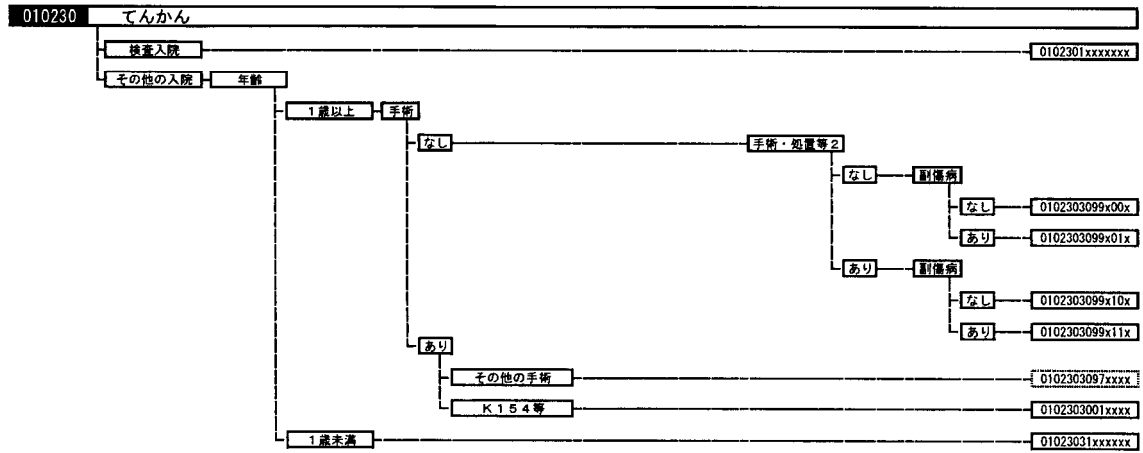 010230 てんかん
検査入院 0102301xxxxxxx
その他の入院 年齢
1歳以上 手術
なし 手術・処置等2
なし 副傷病
なし 0102303099x00x
あり 0102303099x01x
あり 副傷病
なし 0102303099x10x
あり 0102303099x11x
あり
その他の手術 0102303097xxxx
K154等 0102303001xxxx
1歳未満 01023031xxxxxx